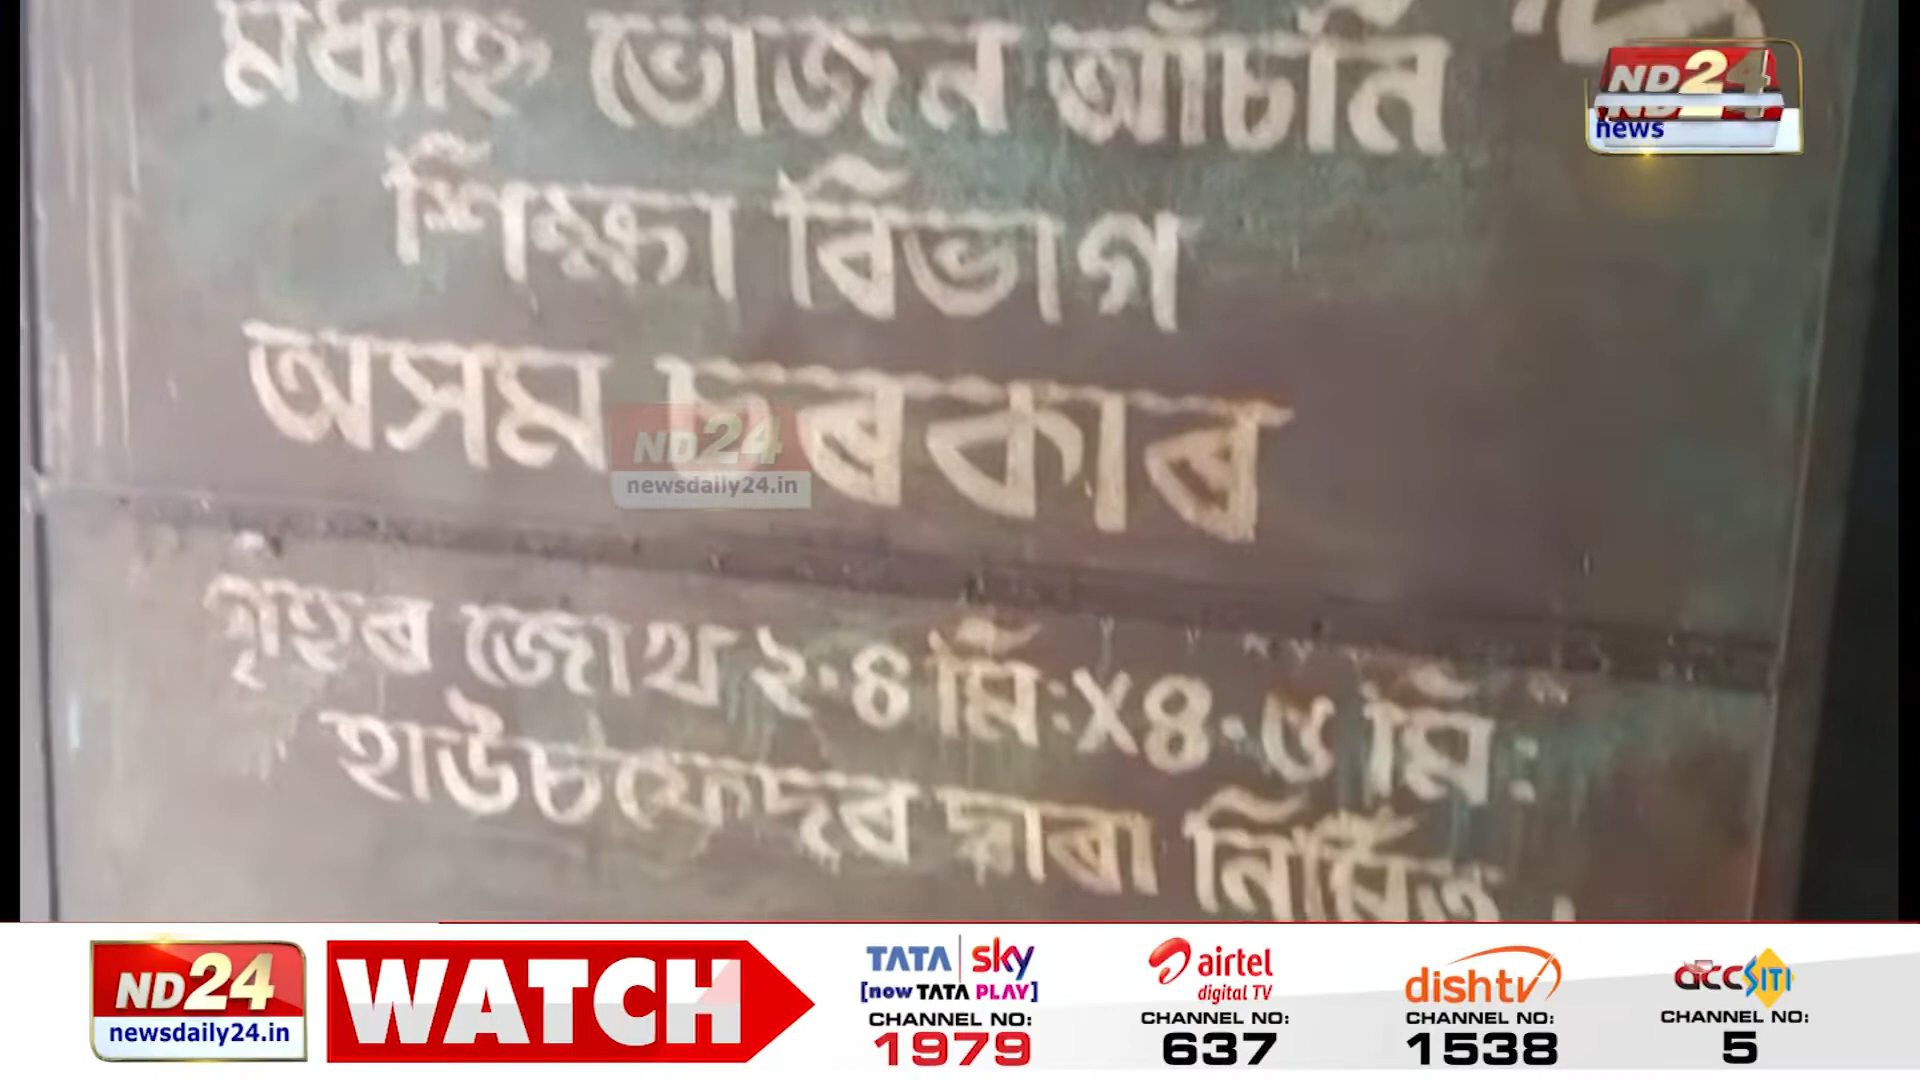 মধ্যাহ্ন ভোজন আঁচনি
ND24
news
শিক্ষা বিভাগ
অসম চৰকাৰ
ND24
newsdaily24.in
গৃহৰ জোখ ২·৪ মি:X৪·৫ মি:
হাউচফেদৰ দ্বাৰা নিৰ্মিত।
ND24
newsdaily24.in
WATCH
TATA sky
[now TATA PLAY]
CHANNEL NO:
1979
airtel
digital TV
CHANNEL NO:
637
dishtv
CHANNEL NO:
1538
accSITI
CHANNEL NO:
5